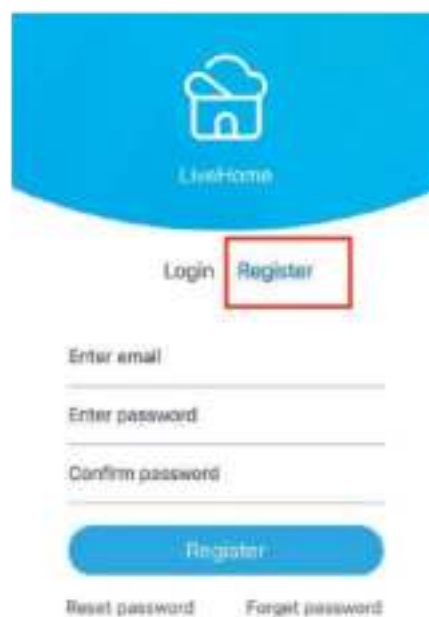 LiveHome
Login Register
Enter email
Enter password
Confirm password
Register
Reset password Forget password